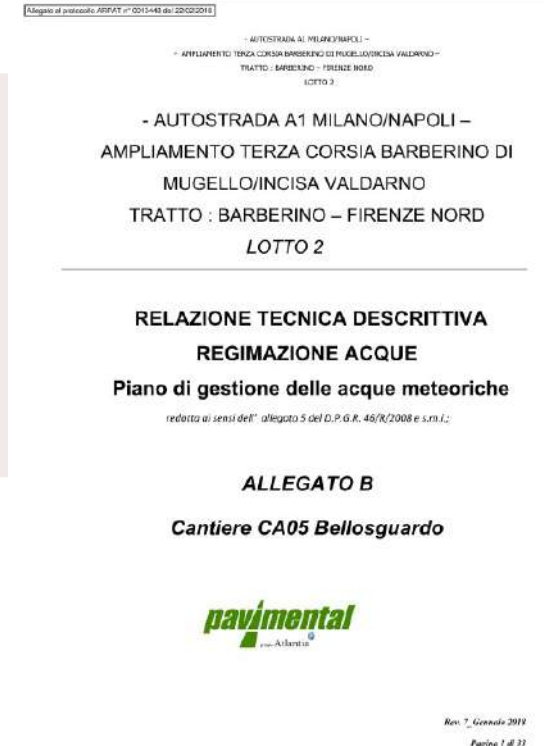 Allegato al protocollo ARPAT n° 0013448 del 22/02/2018
- AUTOSTRADA A1 MILANO/NAPOLI –
– AMPLIAMENTO TERZA CORSIA BARBERINO DI MUGELLO/INCISA VALDARNO –
TRATTO : BARBERINO – FIRENZE NORD
LOTTO 2
- AUTOSTRADA A1 MILANO/NAPOLI –
AMPLIAMENTO TERZA CORSIA BARBERINO DI
MUGELLO/INCISA VALDARNO
TRATTO : BARBERINO – FIRENZE NORD
LOTTO 2
RELAZIONE TECNICA DESCRITTIVA
REGIMAZIONE ACQUE
Piano di gestione delle acque meteoriche
redatta ai sensi dell' allegato 5 del D.P.G.R. 46/R/2008 e s.m.i.;
ALLEGATO B
Cantiere CA05 Bellosguardo
pavimental
gruppo Atlantia
Rev. 7_Gennaio 2018
Pagina 1 di 33